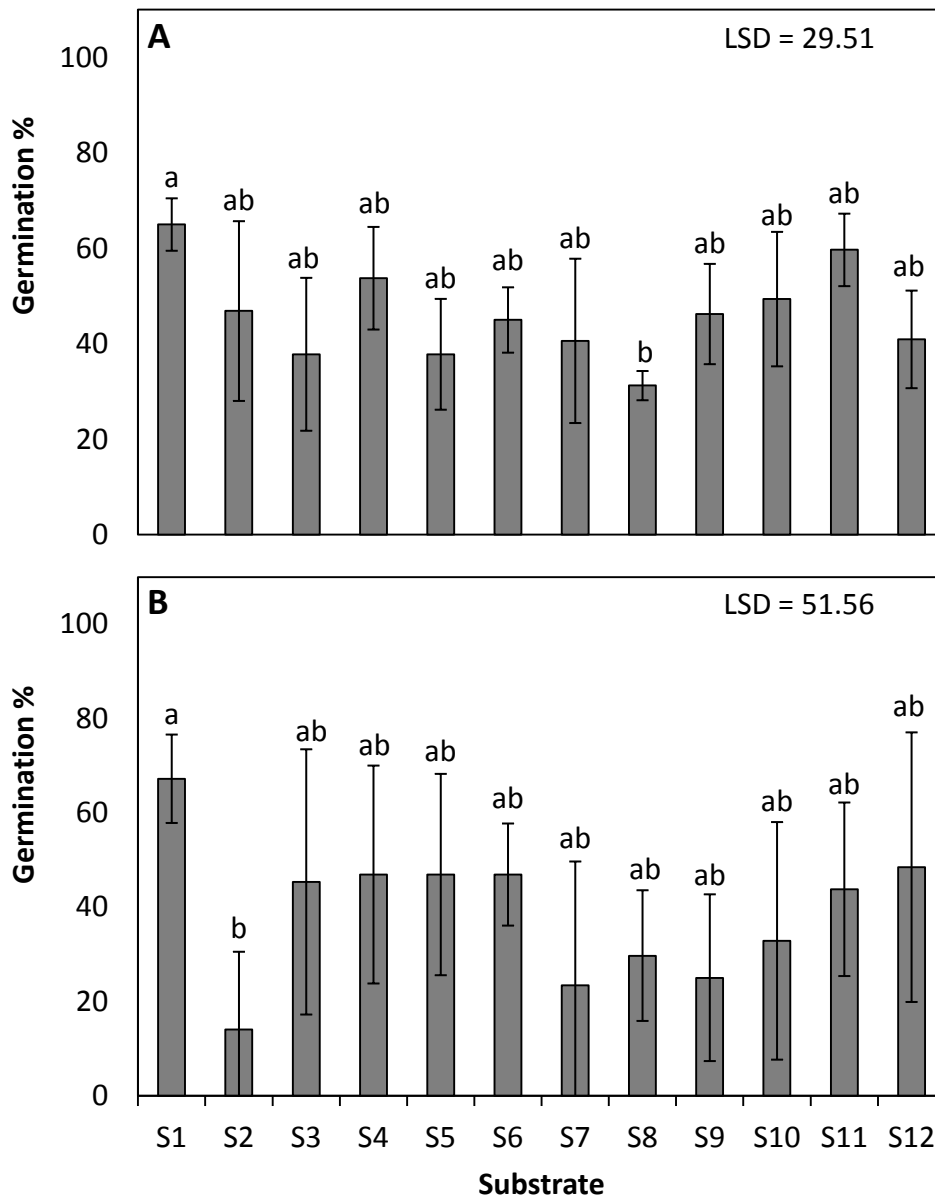 A
LSD = 29.51
100
80
60
40
20
0
Germination %
a
ab
ab
ab
ab
ab
ab
b
ab
ab
ab
ab
B
LSD = 51.56
100
80
60
40
20
0
Germination %
a
b
ab
ab
ab
ab
ab
ab
ab
ab
ab
ab
S1 S2 S3 S4 S5 S6 S7 S8 S9 S10 S11 S12
Substrate